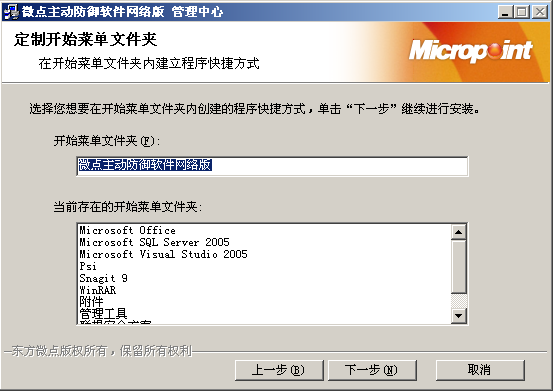 微点主动防御软件网络版 管理中心
定制开始菜单文件夹
在开始菜单文件夹内建立程序快捷方式
Micropoint
选择您想要在开始菜单文件夹内创建的程序快捷方式，单击“下一步”继续进行安装。
开始菜单文件夹(F):
微点主动防御软件网络版
当前存在的开始菜单文件夹:
Microsoft Office
Microsoft SQL Server 2005
Microsoft Visual Studio 2005
Psi
Snagit 9
WinRAR
附件
管理工具
东方微点版权所有，保留所有权利
上一步(B) 下一步(N) 取消